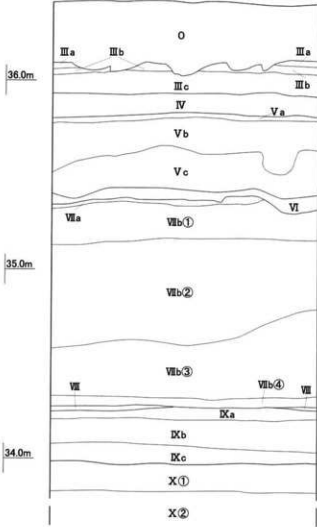 O
Ⅲa Ⅲb Ⅲa
36.0m
Ⅲc Ⅲb
Ⅳ
Ⅴa
Ⅴb
Ⅴc
Ⅵ
Ⅶa
Ⅶb①
35.0m
Ⅶb②
Ⅶb③
Ⅷ Ⅶb④ Ⅷ
Ⅸa
Ⅸb
34.0m
Ⅸc
Ⅹ①
Ⅹ②